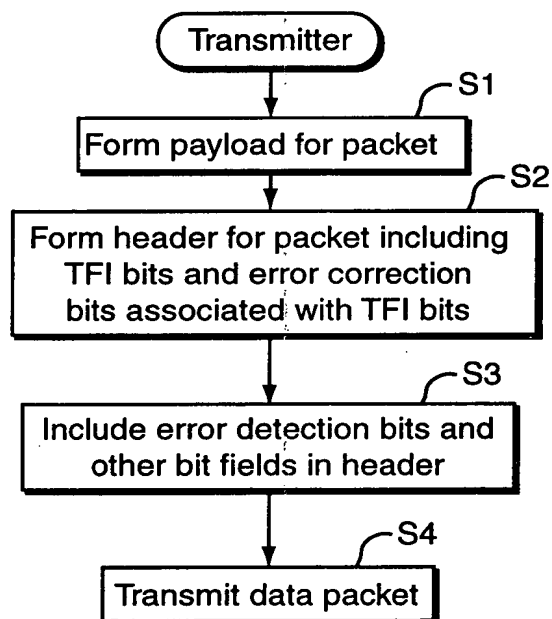 Transmitter
S1
Form payload for packet
S2
Form header for packet including
TFI bits and error correction
bits associated with TFI bits
S3
Include error detection bits and
other bit fields in header
S4
Transmit data packet